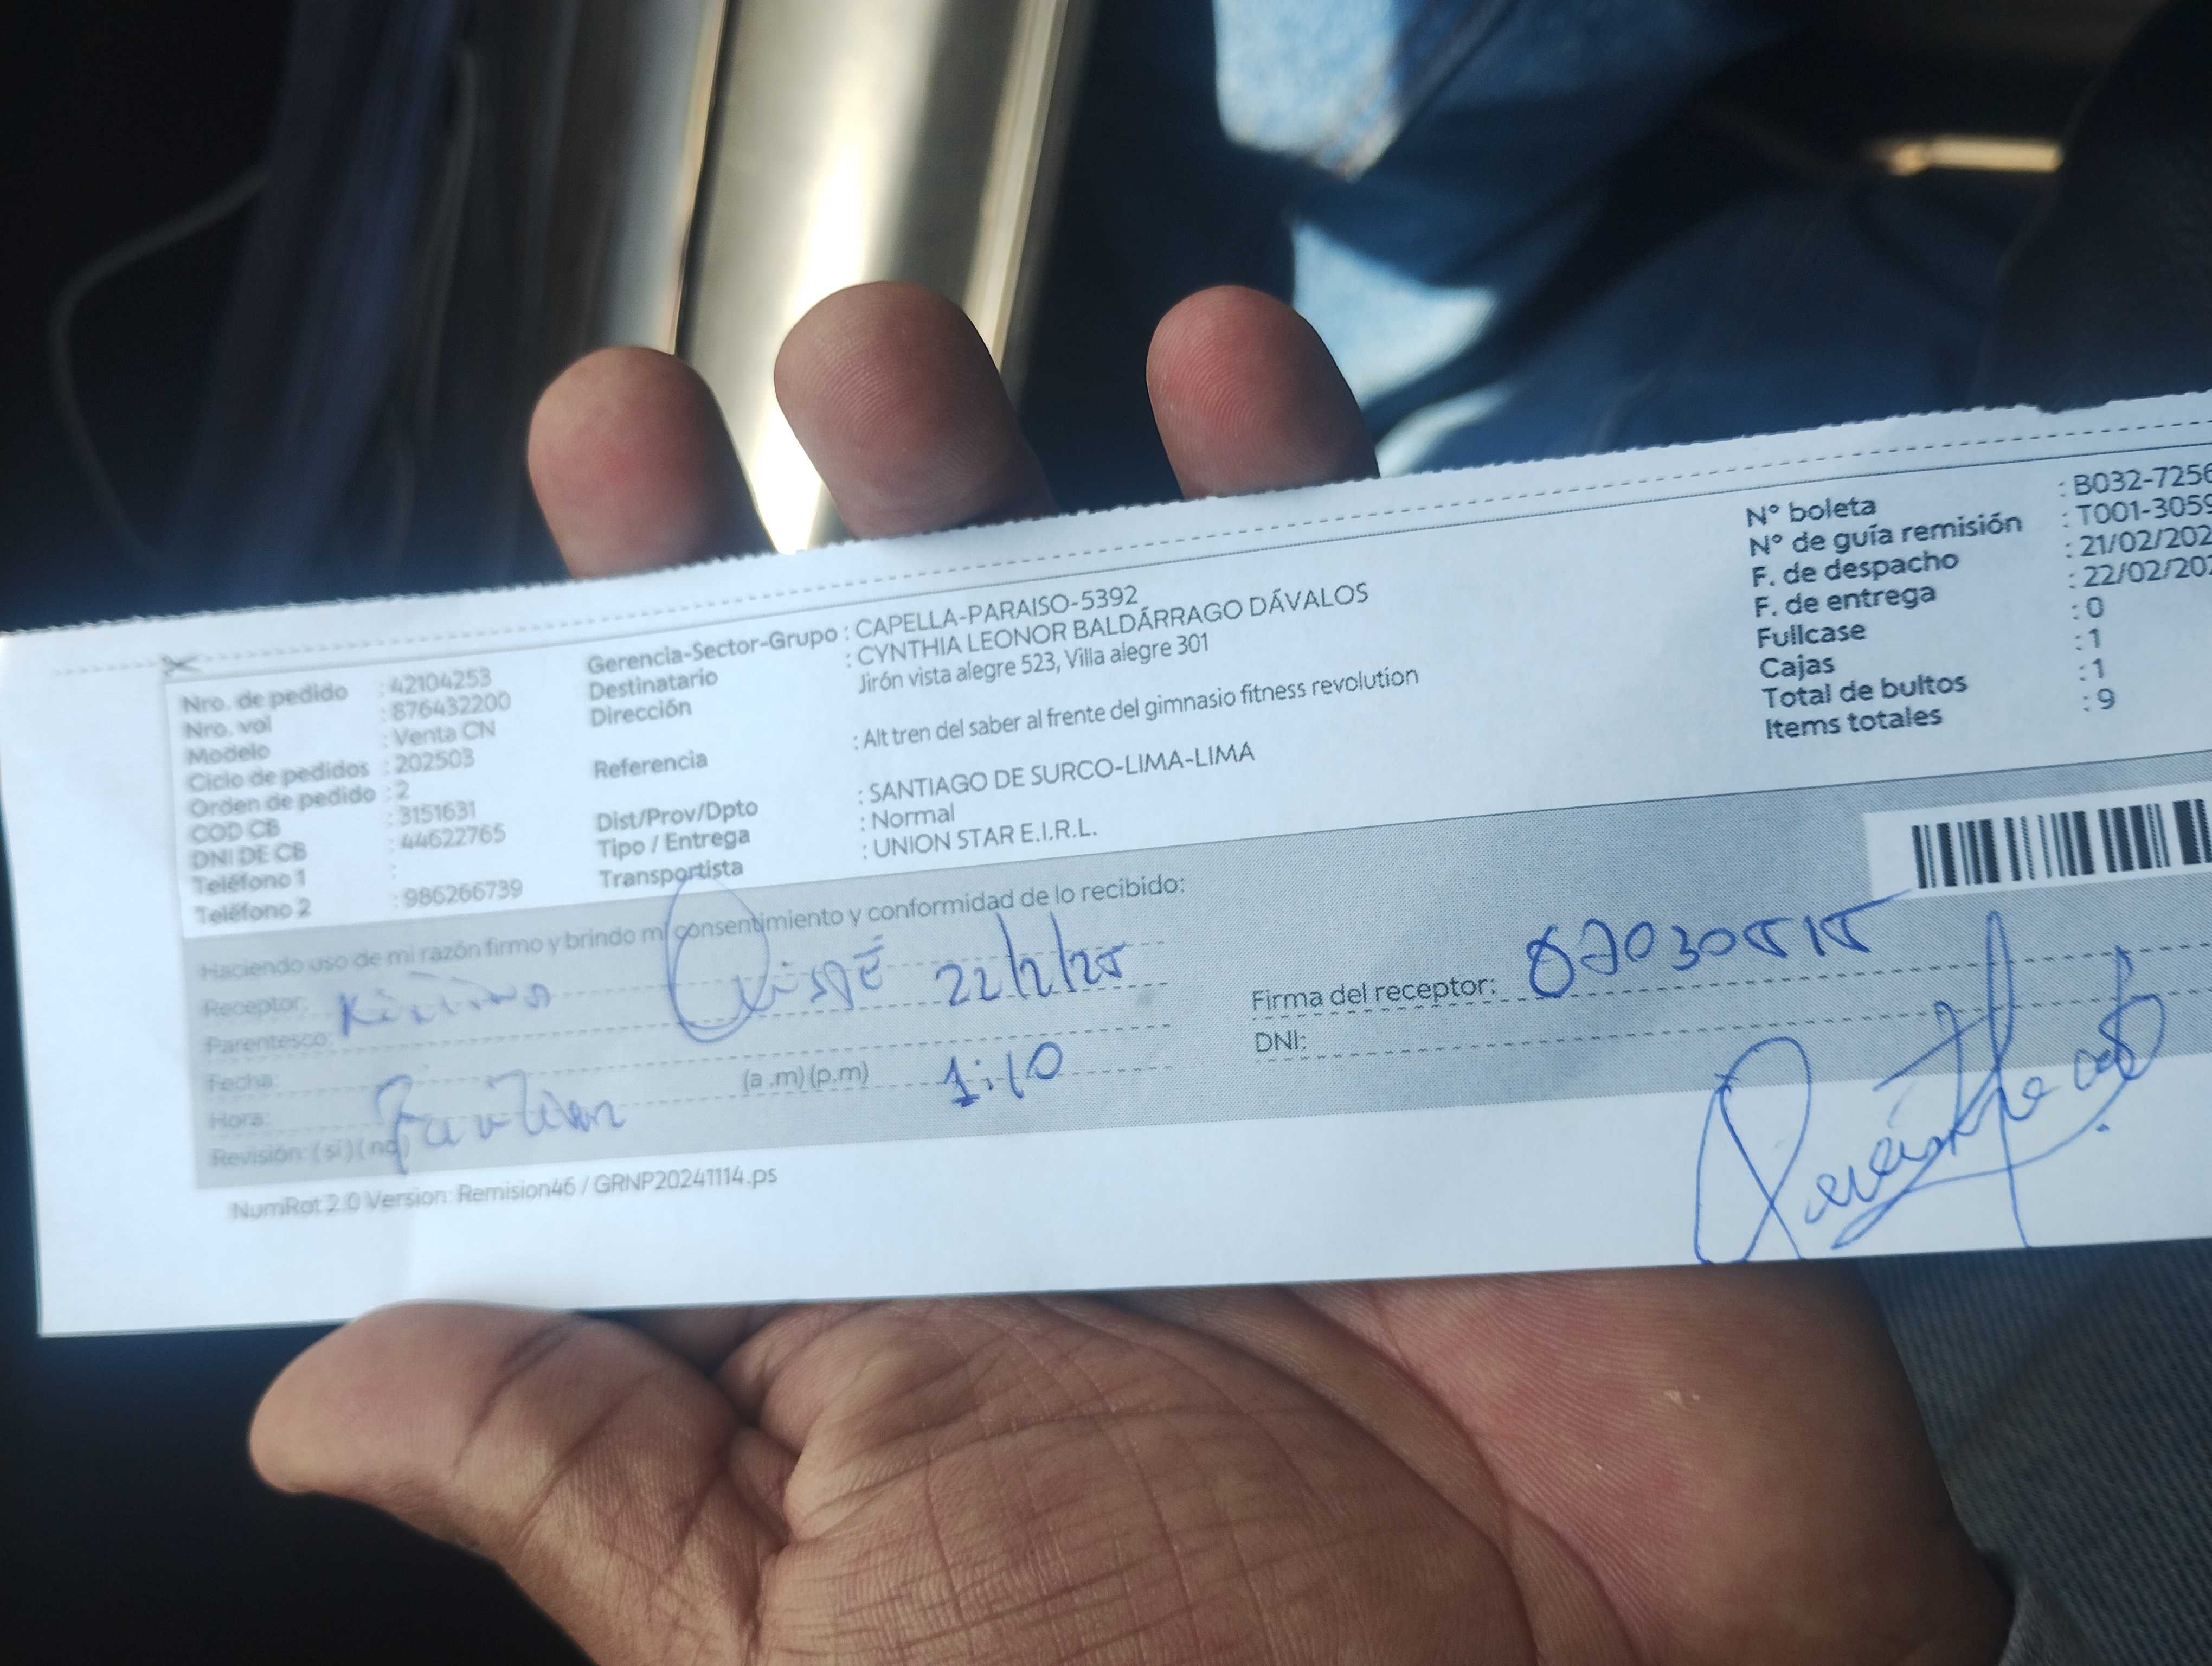 Nro. de pedido : 42104253
Nro. vol : 876432200
Modelo : Venta CN
Ciclo de pedidos : 202503
Orden de pedido : 2
COD CB : 3151631
DNI DE CB : 44622765
Teléfono 1 :
Teléfono 2 : 986266739
Gerencia-Sector-Grupo : CAPELLA-PARAISO-5392
Destinatario : CYNTHIA LEONOR BALDÁRRAGO DÁVALOS
Dirección Jirón vista alegre 523, Villa alegre 301
Referencia : Alt tren del saber al frente del gimnasio fitness revolution
Dist/Prov/Dpto : SANTIAGO DE SURCO-LIMA-LIMA
Tipo / Entrega : Normal
Transportista : UNION STAR E.I.R.L.
N° boleta : B032-7256
N° de guía remisión : T001-3059
F. de despacho : 21/02/202
F. de entrega : 22/02/202
Fullcase : 0
Cajas : 1
Total de bultos : 1
Items totales : 9
Haciendo uso de mi razón firmo y brindo mi consentimiento y conformidad de lo recibido:
Receptor: Quispé 22/2/25
Parentesco:
Fecha:
Hora: (a .m) (p.m) 1:10
Revisión: ( si ) ( no )
Firma del receptor: 07030515
DNI:
NumRot 2.0 Version: Remision46 / GRNP20241114.ps